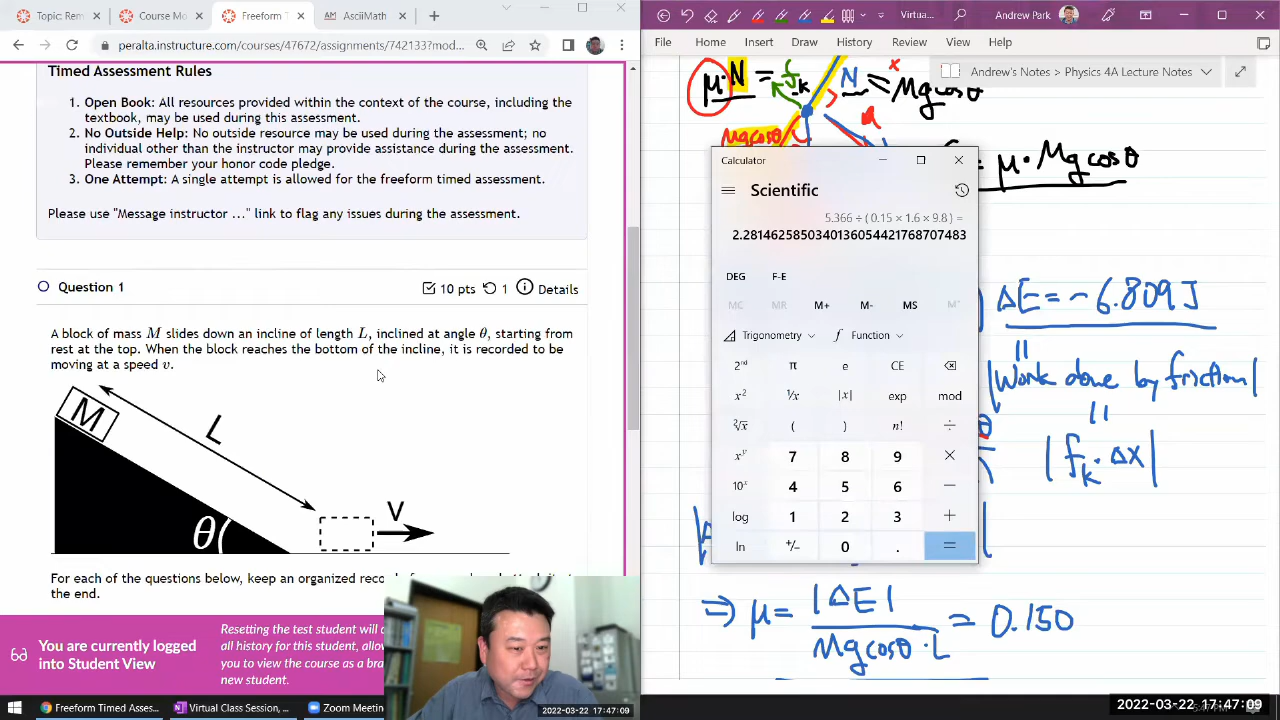 Topic Rem
Course Mo
Freeform T
AsciiMath
peralta.instructure.com/courses/47672/assignments/742133?mod...
Timed Assessment Rules
1. Open Book: All resources provided within the context of the course, including the
textbook, may be used during this assessment.
2. No Outside Help: No outside resource may be used during the assessment; no
individual other than the instructor may provide assistance during the assessment.
Please remember your honor code pledge.
3. One Attempt: A single attempt is allowed for the freeform timed assessment.
Please use "Message instructor ..." link to flag any issues during the assessment.
Question 1
10 pts
1
Details
A block of mass M slides down an incline of length L, inclined at angle θ, starting from
rest at the top. When the block reaches the bottom of the incline, it is recorded to be
moving at a speed v.
M
L
θ
V
For each of the questions below, keep an organized recor
the end.
You are currently logged
into Student View
Resetting the test student will
all history for this student, allo
you to view the course as a bra
new student.
Freeform Timed Asses...
Virtual Class Session, ...
Zoom Meeting
2022-03-22 17:47:09
Virtua...
Andrew Park
File
Home
Insert
Draw
History
Review
View
Help
Andrew's Notes > Physics 4A Lecture Notes
μ·N = fk
N = Mgcosθ
Mgcosθ
a
= μ·Mgcosθ
Calculator
Scientific
5.366 ÷ ( 0.15 × 1.6 × 9.8 ) =
2.2814625850340136054421768707483
DEG
F-E
MC
MR
M+
M-
MS
Trigonometry
Function
2nd
π
e
CE
x²
¹/x
|x|
exp
mod
²√x
(
)
n!
÷
xʸ
7
8
9
×
10ˣ
4
5
6
−
log
1
2
3
+
ln
+/−
0
.
=
ΔE = - 6.809 J
|Work done by friction|
|fk·Δx|
⇒ μ = |ΔE| / Mgcosθ·L = 0.150
2022-03-22 17:47:09